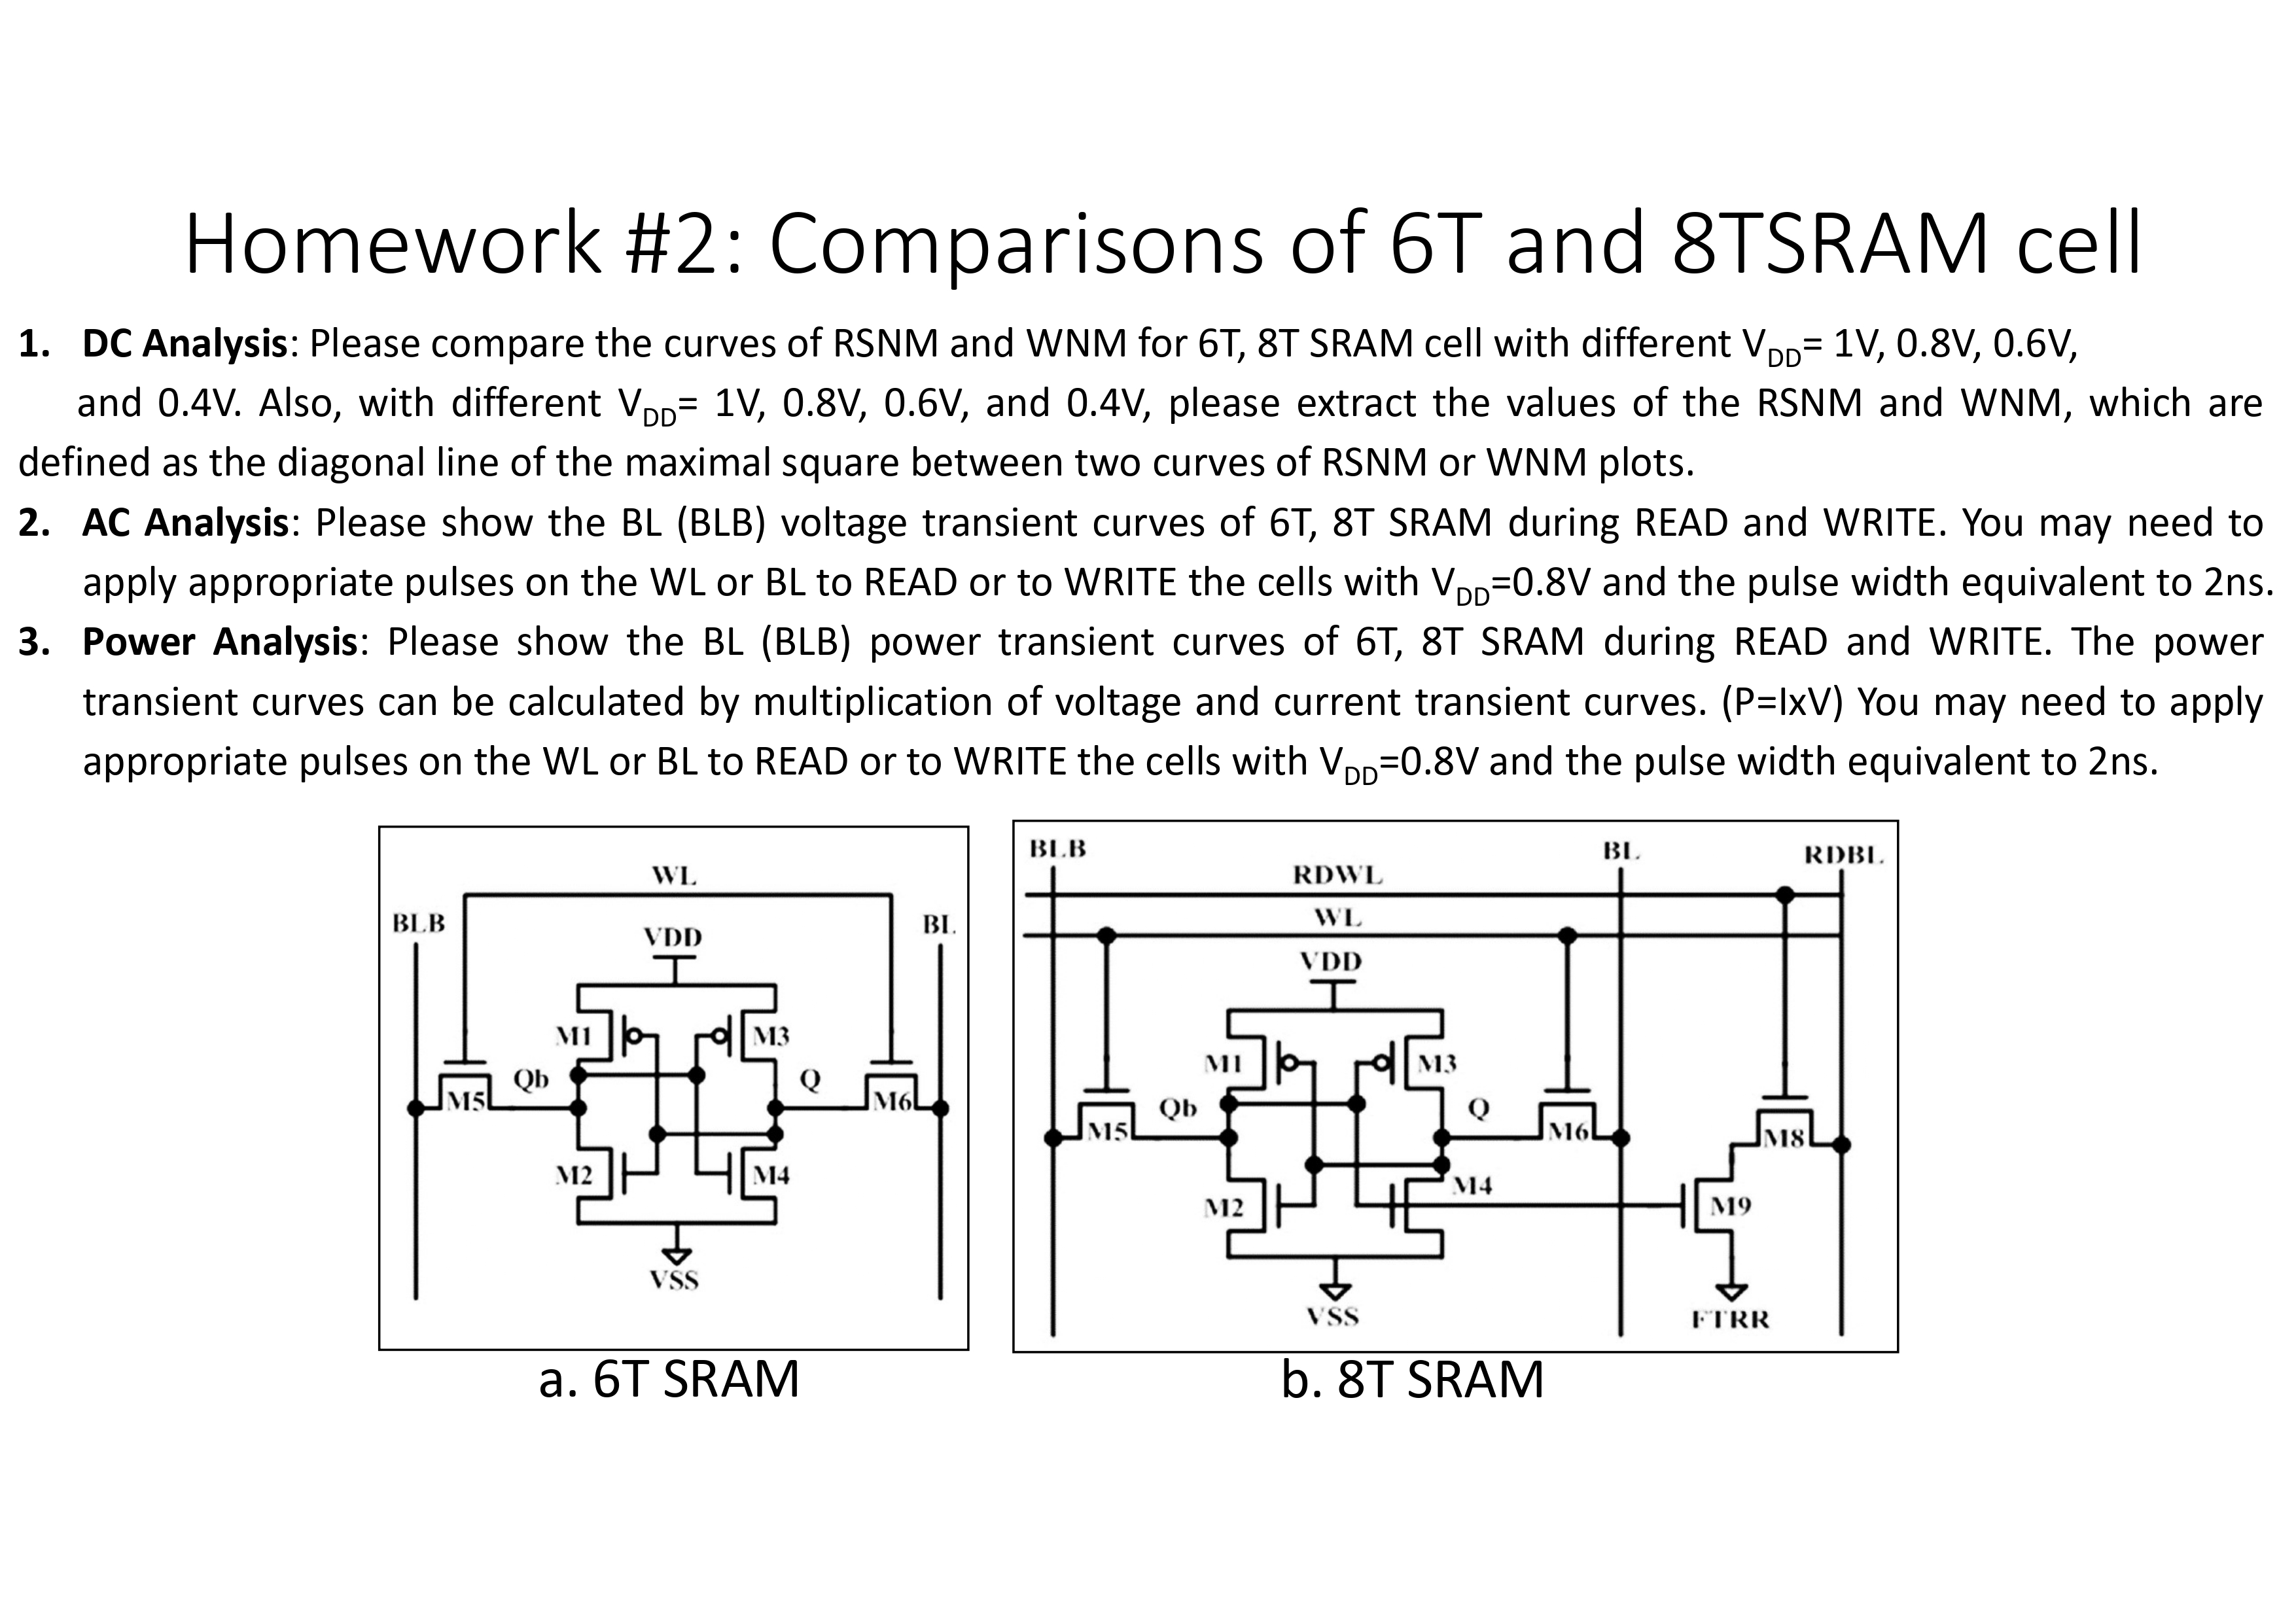 Homework #2: Comparisons of 6T and 8TSRAM cell
1. DC Analysis: Please compare the curves of RSNM and WNM for 6T, 8T SRAM cell with different VDD= 1V, 0.8V, 0.6V,
and 0.4V. Also, with different VDD= 1V, 0.8V, 0.6V, and 0.4V, please extract the values of the RSNM and WNM, which are
defined as the diagonal line of the maximal square between two curves of RSNM or WNM plots.
2. AC Analysis: Please show the BL (BLB) voltage transient curves of 6T, 8T SRAM during READ and WRITE. You may need to
apply appropriate pulses on the WL or BL to READ or to WRITE the cells with VDD=0.8V and the pulse width equivalent to 2ns.
3. Power Analysis: Please show the BL (BLB) power transient curves of 6T, 8T SRAM during READ and WRITE. The power
transient curves can be calculated by multiplication of voltage and current transient curves. (P=IxV) You may need to apply
appropriate pulses on the WL or BL to READ or to WRITE the cells with VDD=0.8V and the pulse width equivalent to 2ns.
WL
BLB
BL
VDD
M1
M3
Qb
Q
M5
M6
M2
M4
VSS
a. 6T SRAM
BLB
BL
RDBL
RDWL
WL
VDD
M1
M3
Qb
Q
M5
M6
M8
M4
M2
M9
VSS
FTRR
b. 8T SRAM